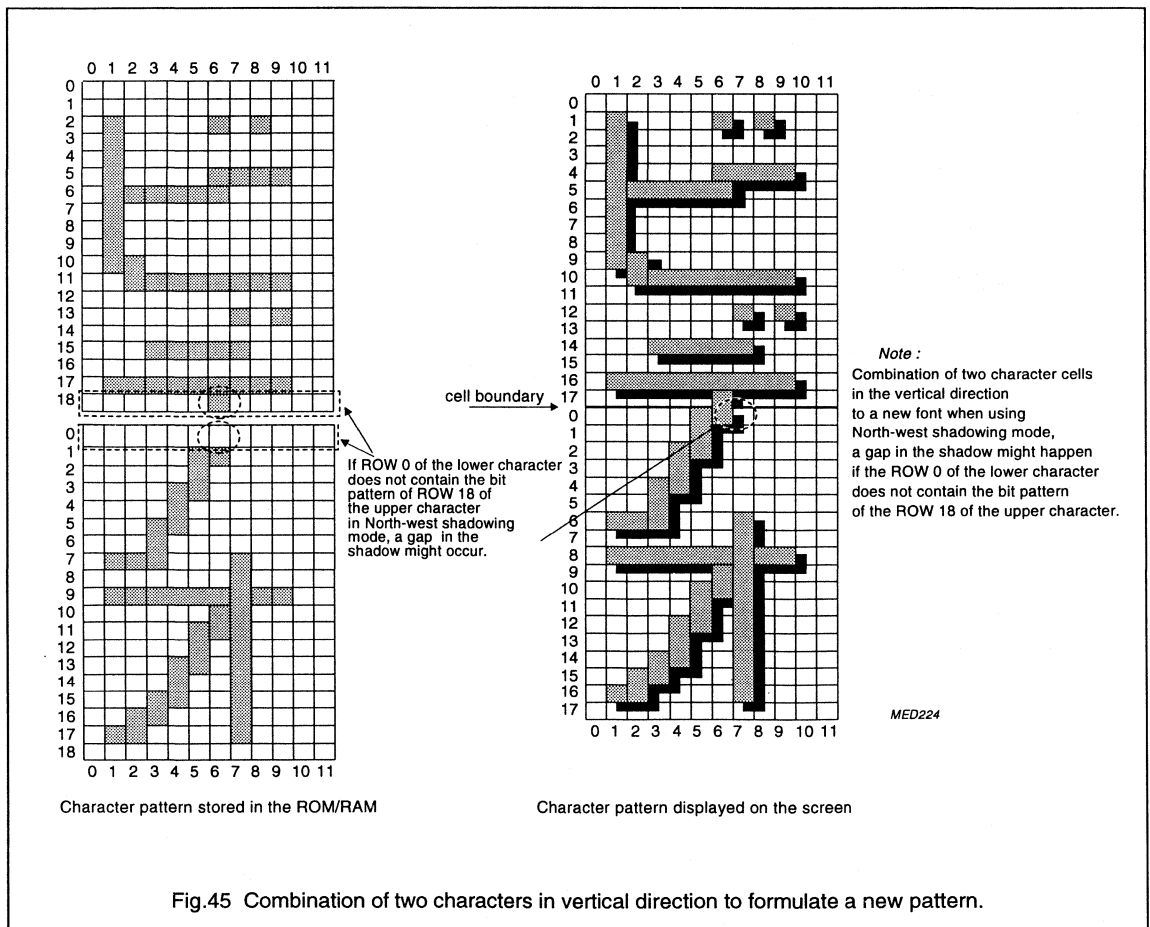 0 1 2 3 4 5 6 7 8 9 10 11
0
1
2
3
4
5
6
7
8
9
10
11
12
13
14
15
16
17
18
0
1
2
3
4
5
6
7
8
9
10
11
12
13
14
15
16
17
18
0 1 2 3 4 5 6 7 8 9 10 11
Character pattern stored in the ROM/RAM
If ROW 0 of the lower character
does not contain the bit
pattern of ROW 18 of
the upper character
in North-west shadowing
mode, a gap in the
shadow might occur.
cell boundary
0 1 2 3 4 5 6 7 8 9 10 11
0
1
2
3
4
5
6
7
8
9
10
11
12
13
14
15
16
17
0
1
2
3
4
5
6
7
8
9
10
11
12
13
14
15
16
17
0 1 2 3 4 5 6 7 8 9 10 11
Character pattern displayed on the screen
Note :
Combination of two character cells
in the vertical direction
to a new font when using
North-west shadowing mode,
a gap in the shadow might happen
if the ROW 0 of the lower character
does not contain the bit pattern
of the ROW 18 of the upper character.
MED224
Fig.45 Combination of two characters in vertical direction to formulate a new pattern.